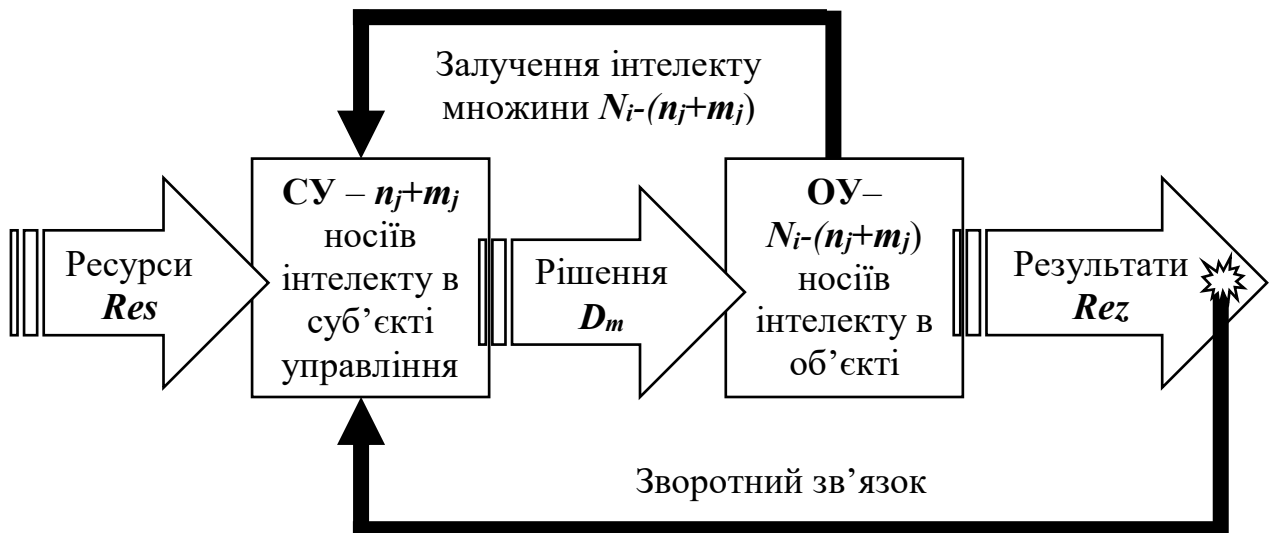 Залучення інтелекту
множини Ni-(nj+mj)
Ресурси
Res
СУ – nj+mj
носіїв
інтелекту в
суб’єкті
управління
Рішення
Dm
ОУ–
Ni-(nj+mj)
носіїв
інтелекту в
об’єкті
Результати
Rez
Зворотний зв’язок